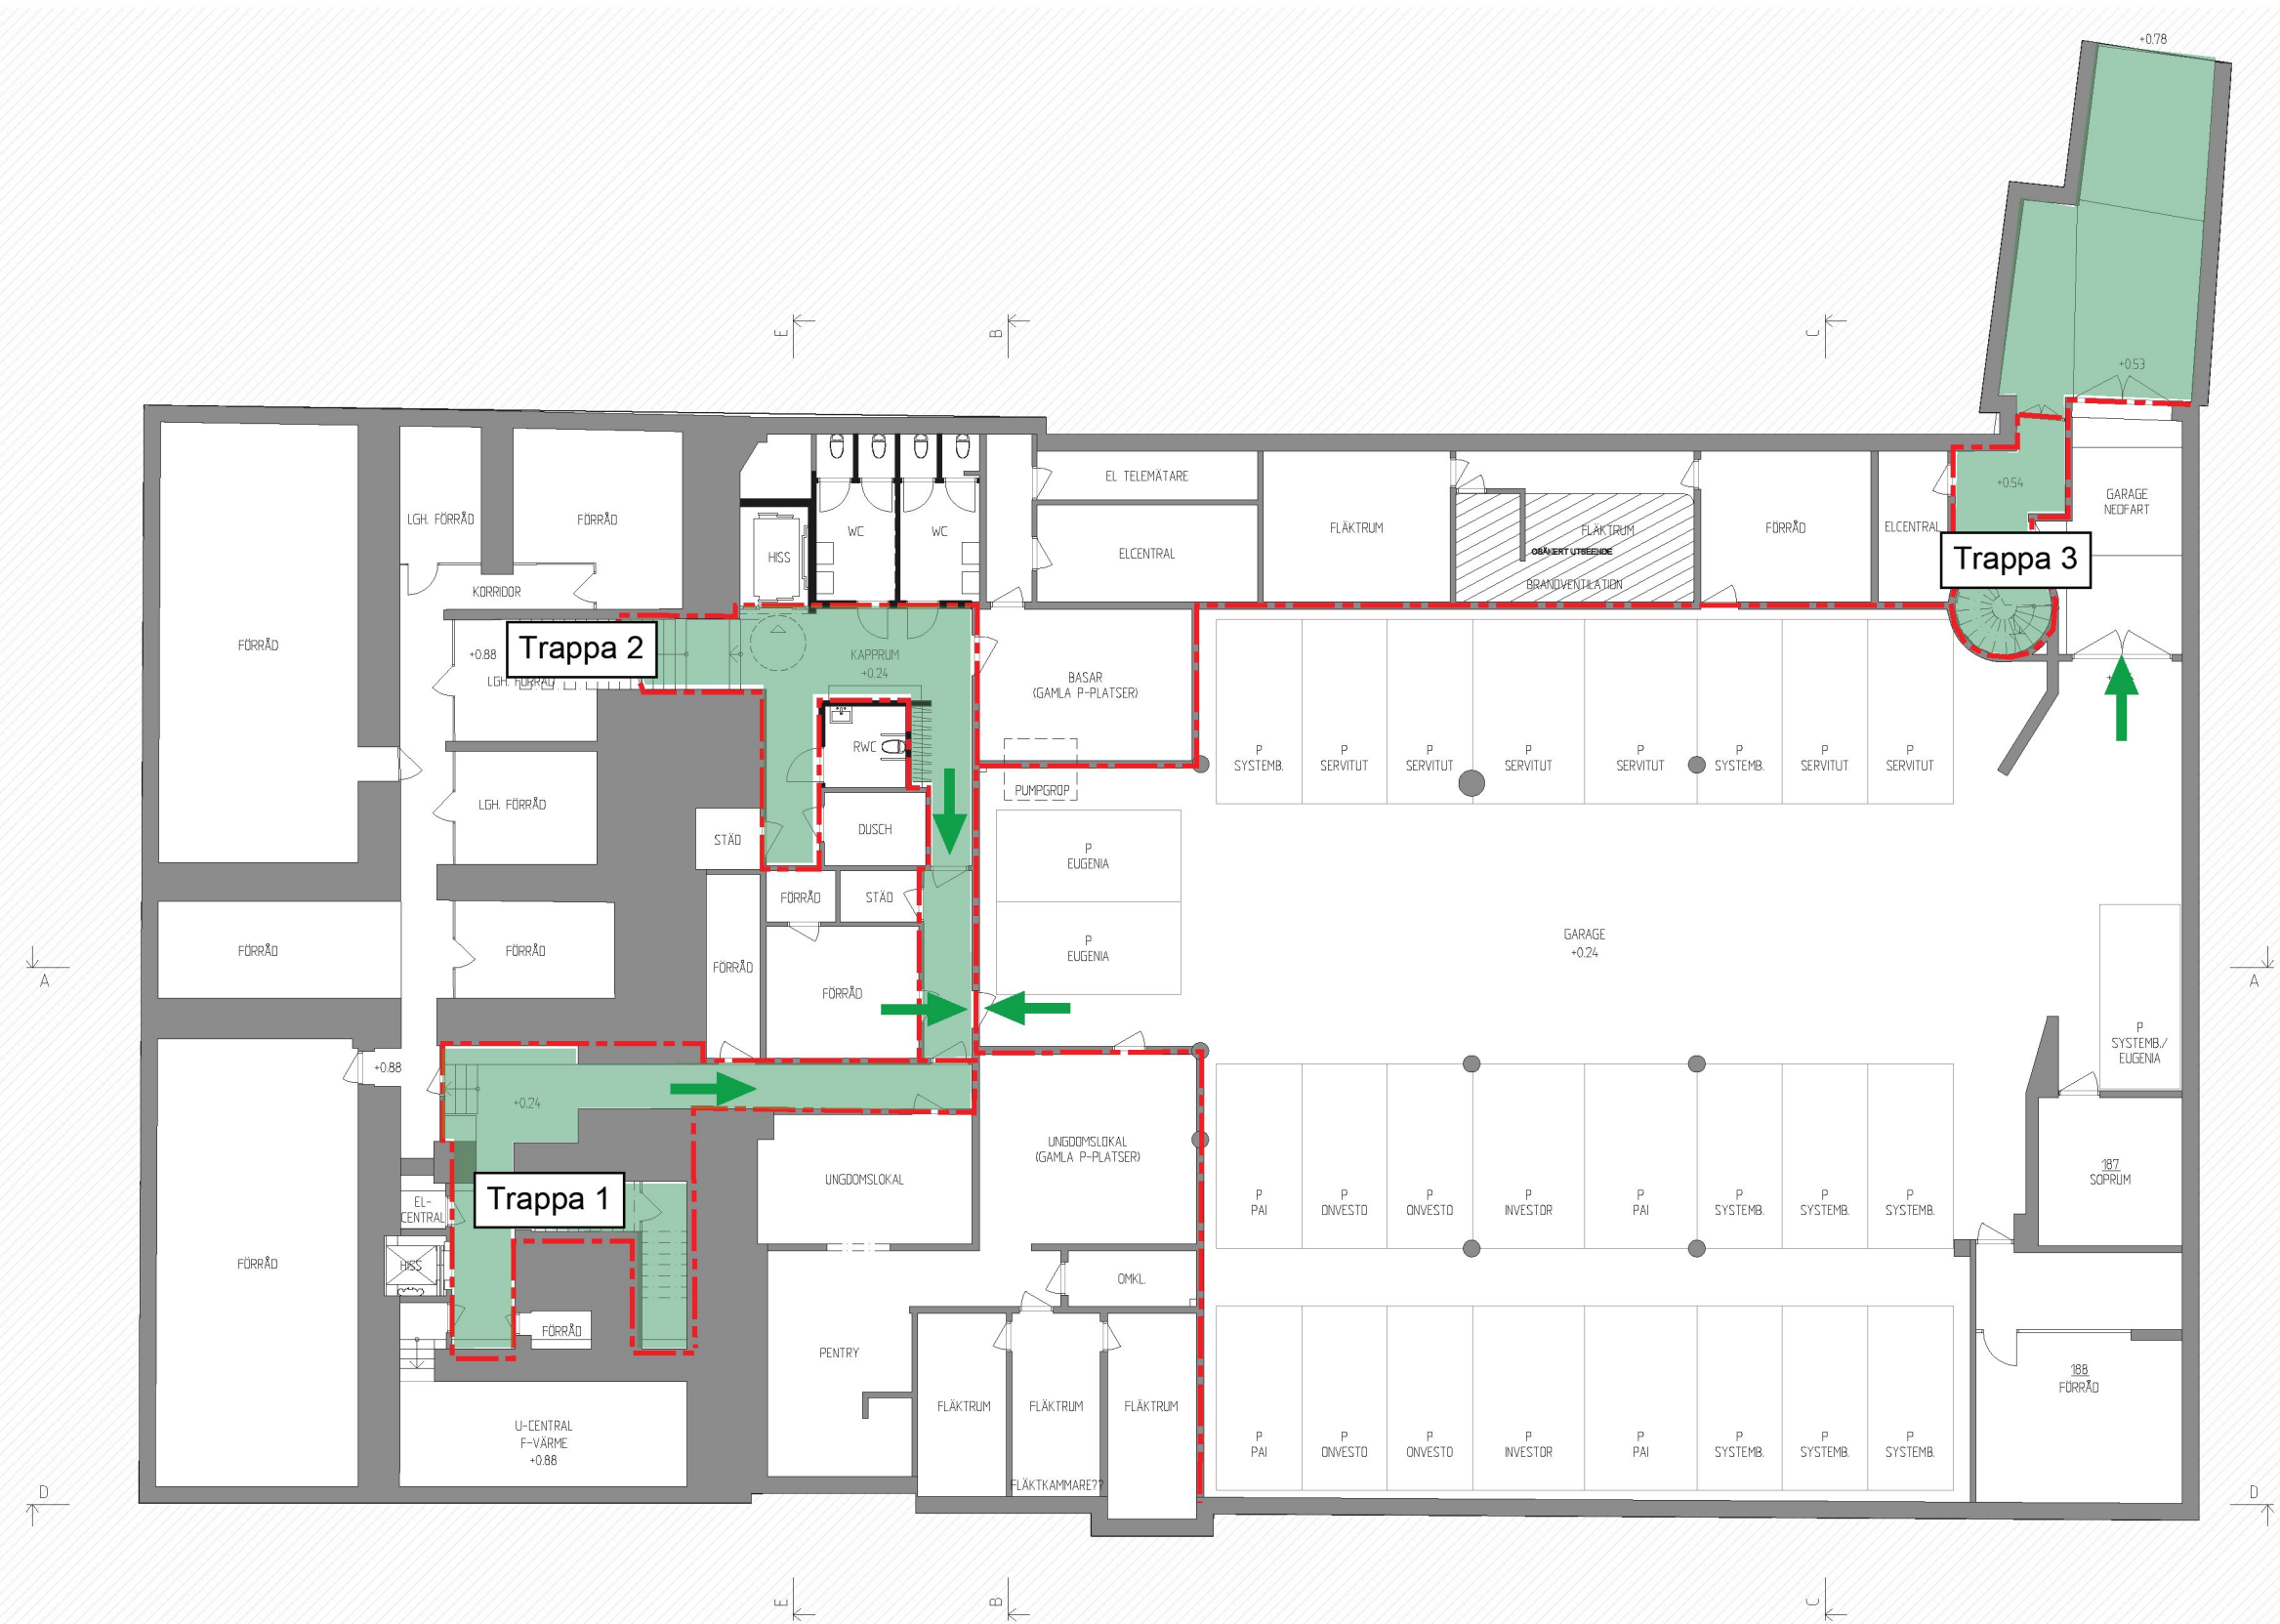 +0.78
E
B
C
+0.53
LGH. FÖRRÅD
FÖRRÅD
HISS
WC
WC
EL TELEMÄTARE
ELCENTRAL
FLÄKTRUM
FLÄKTRUM
OSÄKERT UTSEENDE
BRANDVENTILATION
FÖRRÅD
ELCENTRAL
+0.54
GARAGE
NEDFART
Trappa 3
KORRIDOR
FÖRRÅD
+0.88
Trappa 2
LGH. FÖRRÅD
KAPPRUM
+0.24
BASAR
(GAMLA P-PLATSER)
RWC
PUMPGROP
P
SYSTEMB.
P
SERVITUT
P
SERVITUT
P
SERVITUT
P
SERVITUT
P
SYSTEMB.
P
SERVITUT
P
SERVITUT
LGH. FÖRRÅD
STÄD
DUSCH
P
EUGENIA
FÖRRÅD
STÄD
P
EUGENIA
FÖRRÅD
FÖRRÅD
FÖRRÅD
FÖRRÅD
GARAGE
+0.24
A
A
P
SYSTEMB./
EUGENIA
+0.88
+0.24
UNGDOMSLOKAL
(GAMLA P-PLATSER)
187
SOPRUM
UNGDOMSLOKAL
Trappa 1
EL-
CENTRAL
P
PAI
P
ONVESTO
P
ONVESTO
P
INVESTOR
P
PAI
P
SYSTEMB.
P
SYSTEMB.
P
SYSTEMB.
FÖRRÅD
HISS
OMKL.
FÖRRÅD
PENTRY
188
FÖRRÅD
FLÄKTRUM
FLÄKTRUM
FLÄKTRUM
U-CENTRAL
F-VÄRME
+0.88
P
PAI
P
ONVESTO
P
ONVESTO
P
INVESTOR
P
PAI
P
SYSTEMB.
P
SYSTEMB.
P
SYSTEMB.
FLÄKTKAMMARE??
D
D
E
B
C